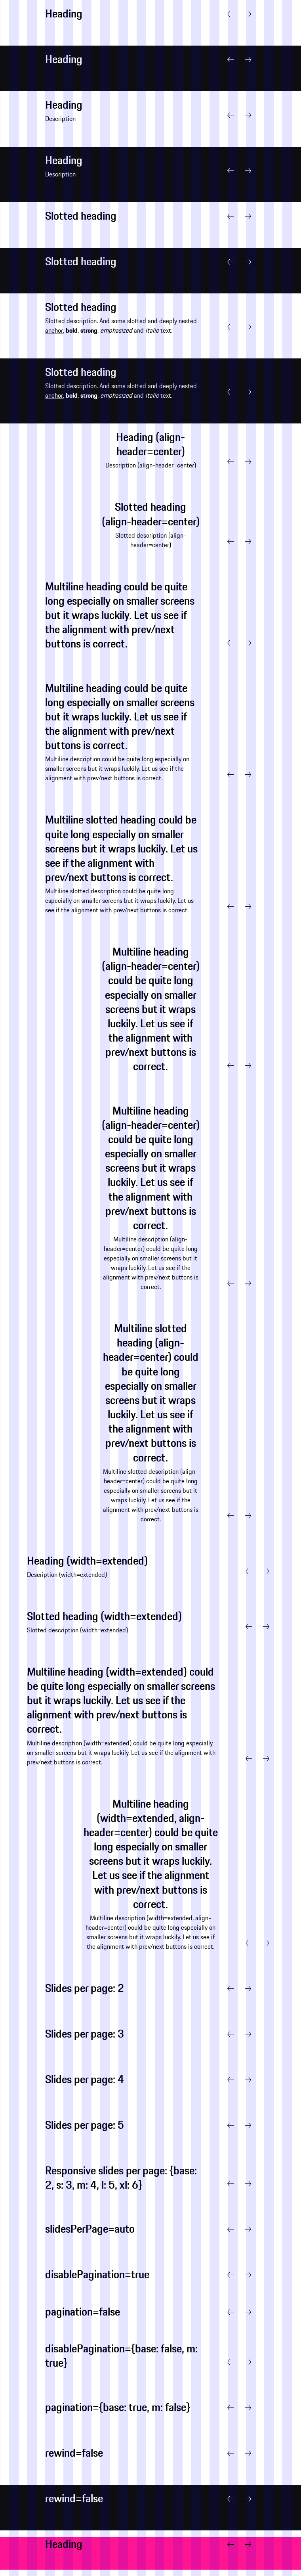 Heading
Heading
Heading
Description
Heading
Description
Slotted heading
Slotted heading
Slotted heading
Slotted description. And some slotted and deeply nested
anchor, bold, strong, emphasized and italic text.
Slotted heading
Slotted description. And some slotted and deeply nested
anchor, bold, strong, emphasized and italic text.
Heading (align-
header=center)
Description (align-header=center)
Slotted heading
(align-header=center)
Slotted description (align-
header=center)
Multiline heading could be quite
long especially on smaller screens
but it wraps luckily. Let us see if
the alignment with prev/next
buttons is correct.
Multiline heading could be quite
long especially on smaller screens
but it wraps luckily. Let us see if
the alignment with prev/next
buttons is correct.
Multiline description could be quite long especially on
smaller screens but it wraps luckily. Let us see if the
alignment with prev/next buttons is correct.
Multiline slotted heading could be
quite long especially on smaller
screens but it wraps luckily. Let us
see if the alignment with
prev/next buttons is correct.
Multiline slotted description could be quite long
especially on smaller screens but it wraps luckily. Let us
see if the alignment with prev/next buttons is correct.
Multiline heading
(align-header=center)
could be quite long
especially on smaller
screens but it wraps
luckily. Let us see if
the alignment with
prev/next buttons is
correct.
Multiline heading
(align-header=center)
could be quite long
especially on smaller
screens but it wraps
luckily. Let us see if
the alignment with
prev/next buttons is
correct.
Multiline description (align-
header=center) could be quite long
especially on smaller screens but it
wraps luckily. Let us see if the
alignment with prev/next buttons is
correct.
Multiline slotted
heading (align-
header=center) could
be quite long
especially on smaller
screens but it wraps
luckily. Let us see if
the alignment with
prev/next buttons is
correct.
Multiline slotted description (align-
header=center) could be quite long
especially on smaller screens but it
wraps luckily. Let us see if the
alignment with prev/next buttons is
correct.
Heading (width=extended)
Description (width=extended)
Slotted heading (width=extended)
Slotted description (width=extended)
Multiline heading (width=extended) could
be quite long especially on smaller screens
but it wraps luckily. Let us see if the
alignment with prev/next buttons is
correct.
Multiline description (width=extended) could be quite long especially
on smaller screens but it wraps luckily. Let us see if the alignment with
prev/next buttons is correct.
Multiline heading
(width=extended, align-
header=center) could be quite
long especially on smaller
screens but it wraps luckily.
Let us see if the alignment
with prev/next buttons is
correct.
Multiline description (width=extended, align-
header=center) could be quite long especially on
smaller screens but it wraps luckily. Let us see if
the alignment with prev/next buttons is correct.
Slides per page: 2
Slides per page: 3
Slides per page: 4
Slides per page: 5
Responsive slides per page: {base:
2, s: 3, m: 4, l: 5, xl: 6}
slidesPerPage=auto
disablePagination=true
pagination=false
disablePagination={base: false, m:
true}
pagination={base: true, m: false}
rewind=false
rewind=false
Heading